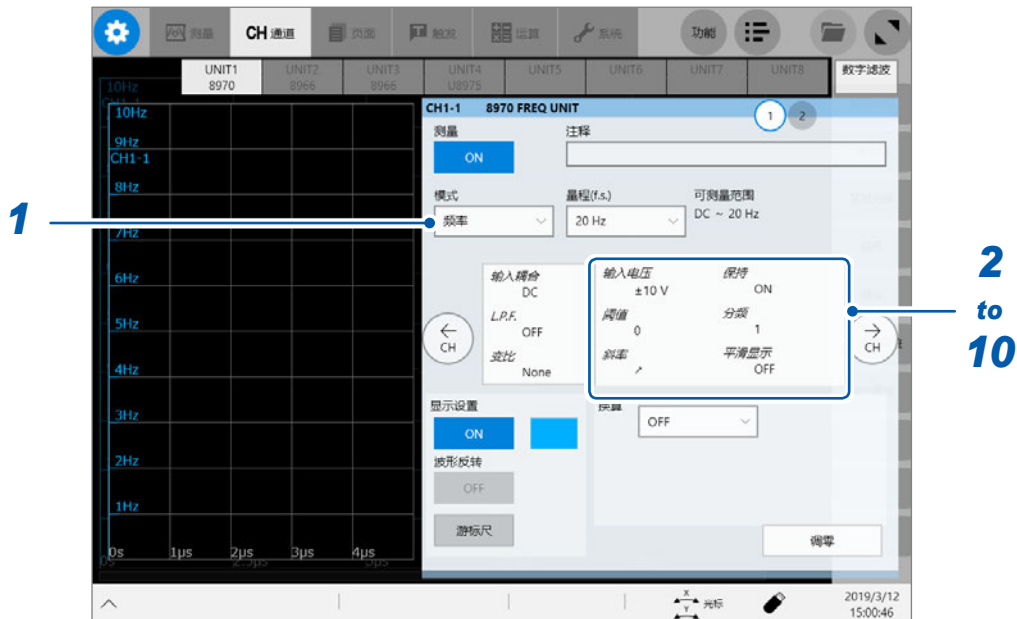 测量 CH 通道 页面 触发 运算 系统 功能
UNIT1 UNIT2 UNIT3 UNIT4 UNIT5 UNIT6 UNIT7 UNIT8 数字滤波
8970 8966 8966 U8975
10Hz
10Hz
9Hz
CH1-1
8Hz
7Hz
6Hz
5Hz
4Hz
3Hz
2Hz
1Hz
0s 1µs 2µs 3µs 4µs
CH1-1 8970 FREQ UNIT 1 2
测量 注释
ON
模式 量程(f.s.) 可测量范围
频率 20 Hz DC ~ 20 Hz
输入耦合 输入电压 保持
DC ±10 V ON
L.P.F. 阈值 分频
OFF 0 1
变比 斜率 平滑显示
None ↗ OFF
← →
CH CH
显示设置 换算
ON OFF
波形反转
OFF
游标尺 调零
X
Y 光标
2019/3/12
15:00:46
1
2
to
10